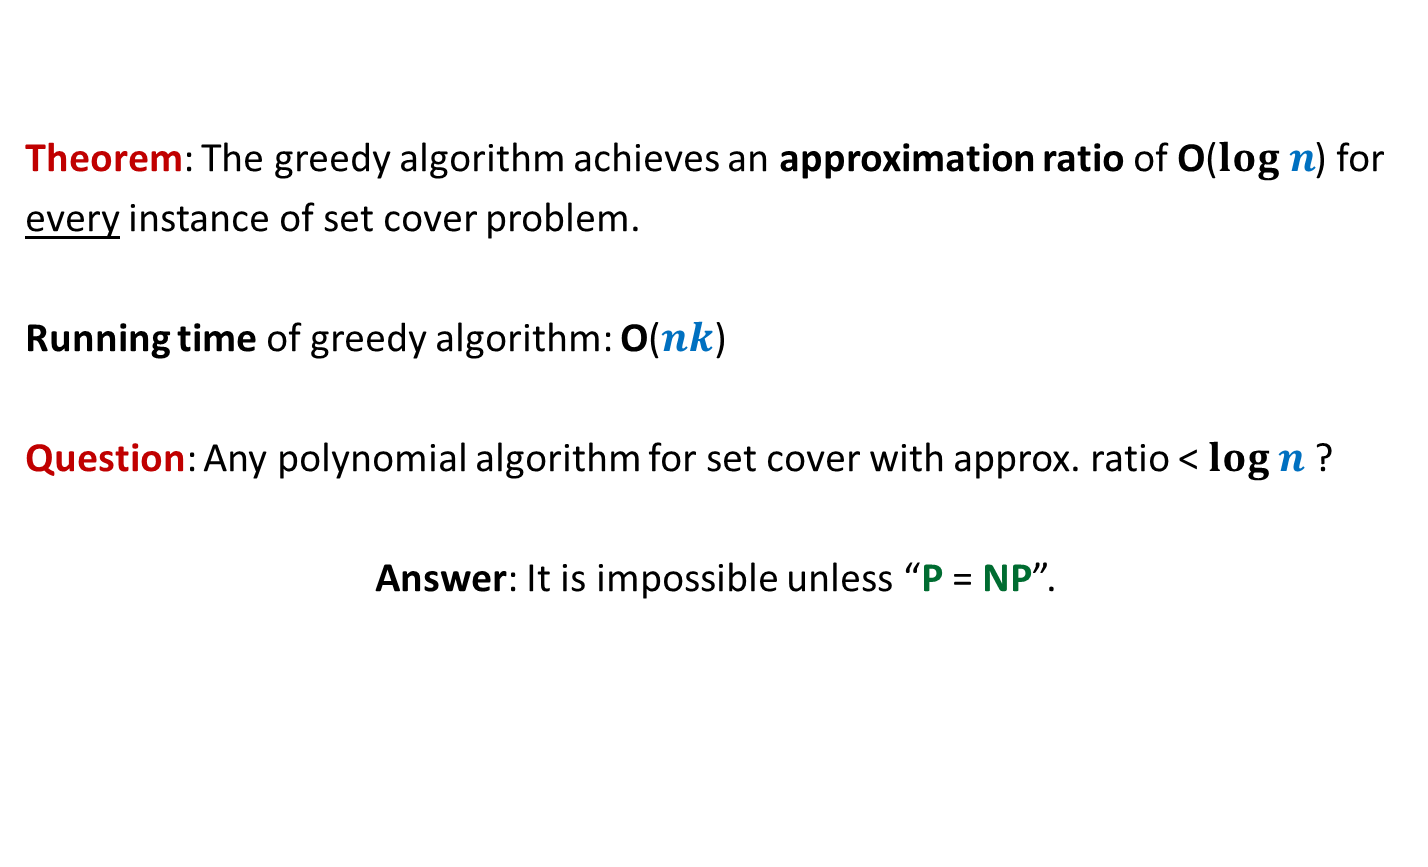 Theorem: The greedy algorithm achieves an approximation ratio of O(log n) for
every instance of set cover problem.
Running time of greedy algorithm: O(nk)
Question: Any polynomial algorithm for set cover with approx. ratio < log n ?
Answer: It is impossible unless “P = NP”.